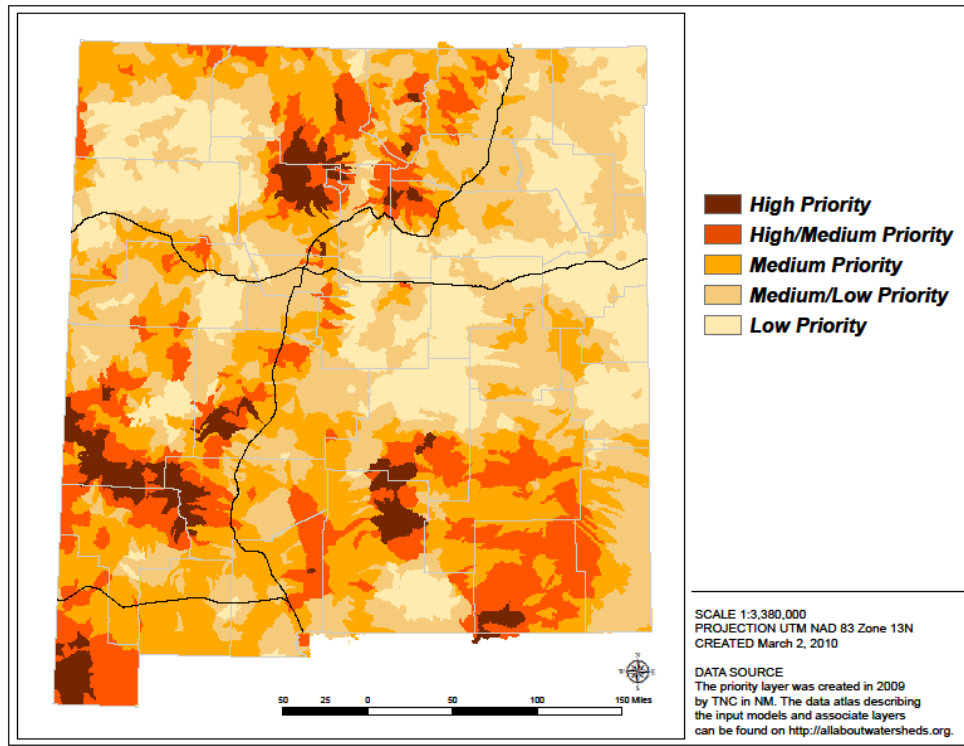 High Priority
High/Medium Priority
Medium Priority
Medium/Low Priority
Low Priority
SCALE 1:3,380,000
PROJECTION UTM NAD 83 Zone 13N
CREATED March 2, 2010
DATA SOURCE
The priority layer was created in 2009
by TNC in NM. The data atlas describing
the input models and associate layers
can be found on http://allaboutwatersheds.org.
N
W E
S
50 25 0 50 100 150 Miles